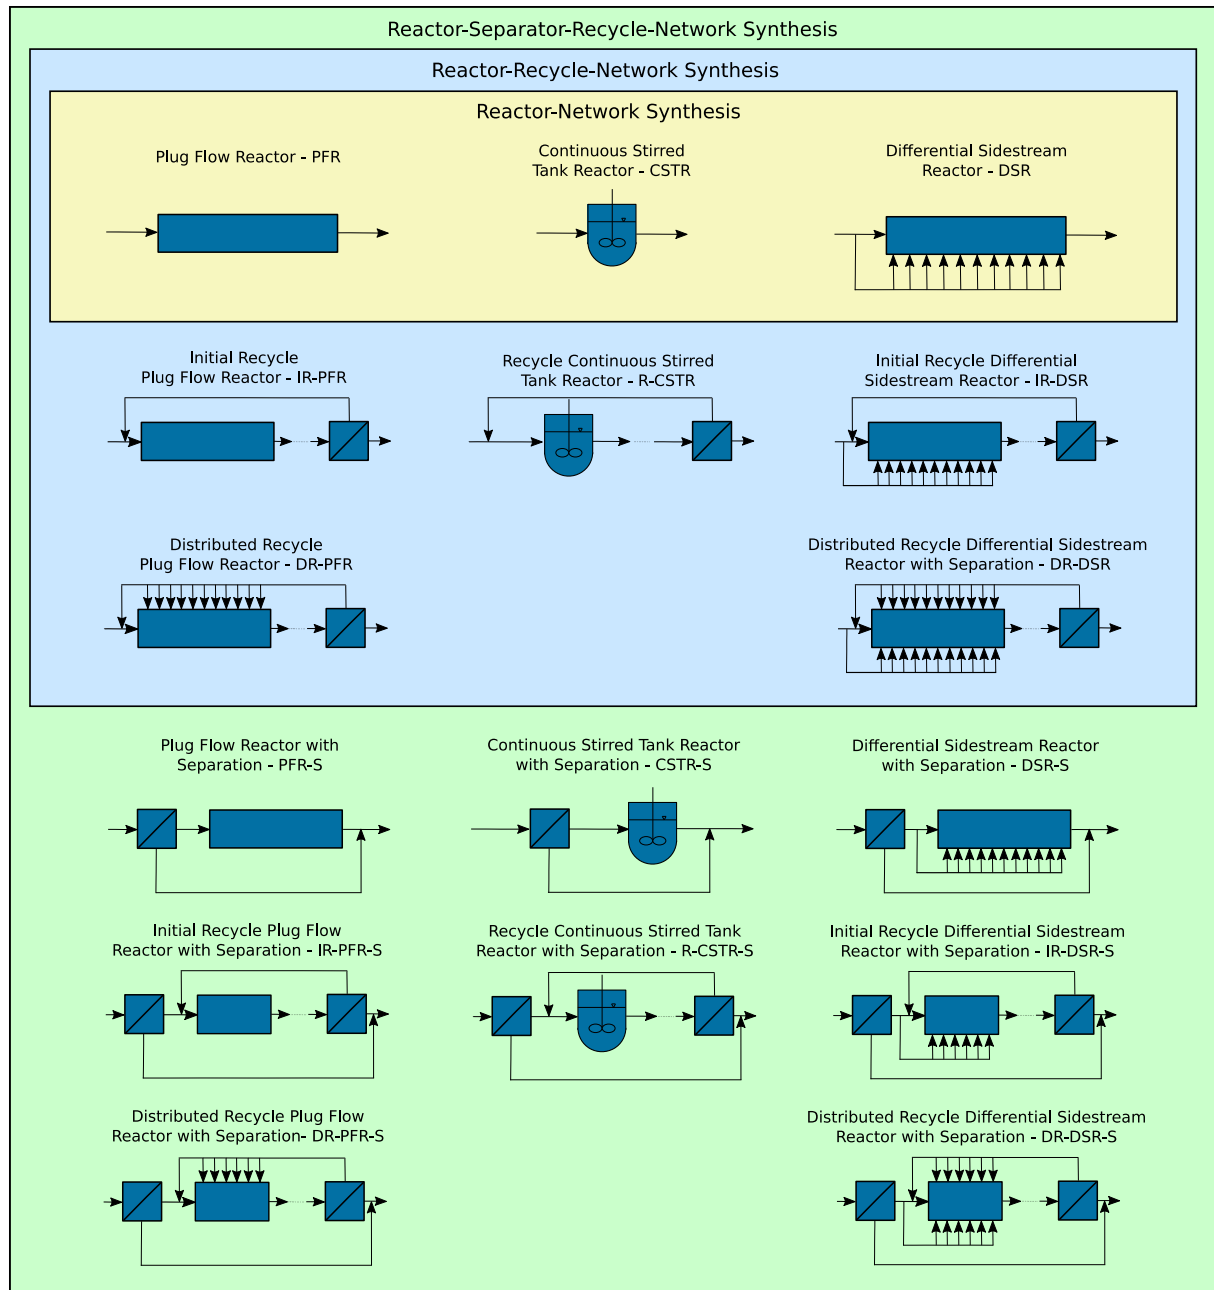 Reactor-Separator-Recycle-Network Synthesis
Reactor-Recycle-Network Synthesis
Reactor-Network Synthesis
Plug Flow Reactor - PFR
Continuous Stirred
Tank Reactor - CSTR
Differential Sidestream
Reactor - DSR
Initial Recycle
Plug Flow Reactor - IR-PFR
Recycle Continuous Stirred
Tank Reactor - R-CSTR
Initial Recycle Differential
Sidestream Reactor - IR-DSR
Distributed Recycle
Plug Flow Reactor - DR-PFR
Distributed Recycle Differential Sidestream
Reactor with Separation - DR-DSR
Plug Flow Reactor with
Separation - PFR-S
Continuous Stirred Tank Reactor
with Separation - CSTR-S
Differential Sidestream Reactor
with Separation - DSR-S
Initial Recycle Plug Flow
Reactor with Separation - IR-PFR-S
Recycle Continuous Stirred Tank
Reactor with Separation - R-CSTR-S
Initial Recycle Differential Sidestream
Reactor with Separation - IR-DSR-S
Distributed Recycle Plug Flow
Reactor with Separation- DR-PFR-S
Distributed Recycle Differential Sidestream
Reactor with Separation - DR-DSR-S